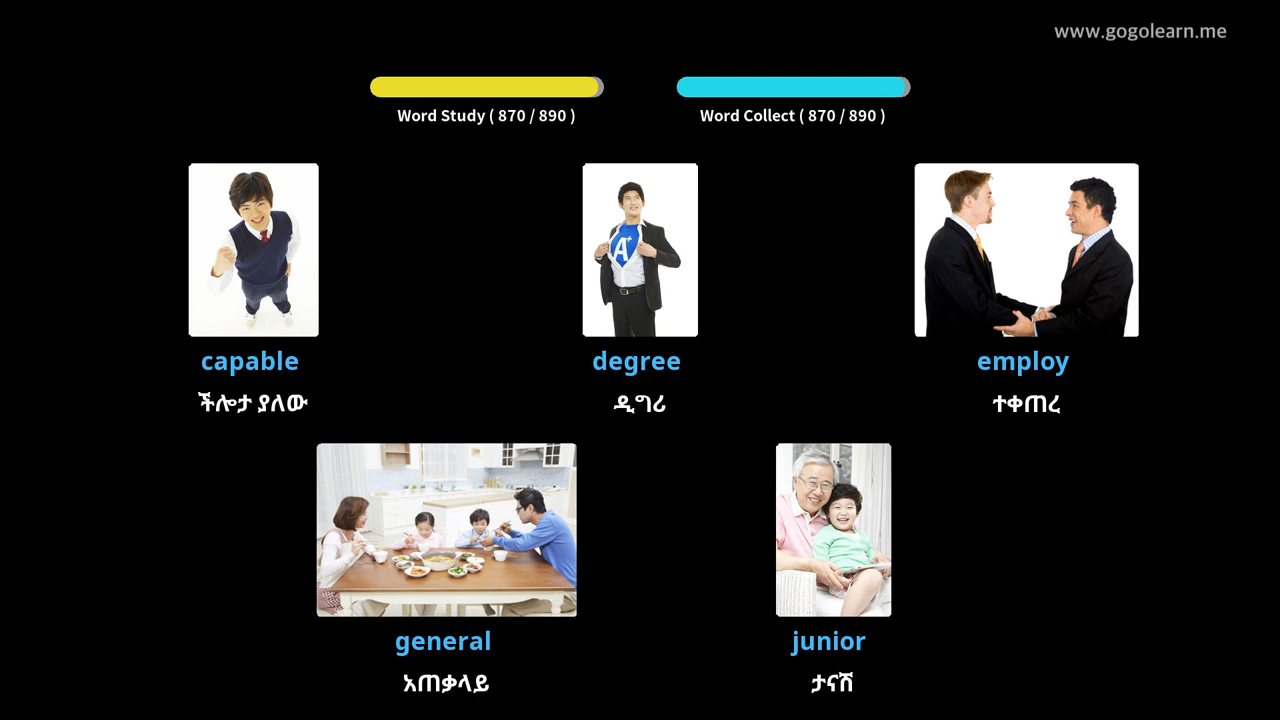 www.gogolearn.me
Word Study ( 870 / 890 )
Word Collect ( 870 / 890 )
A+
capable
degree
employ
ችሎታ ያለው
ዲግሪ
ተቀጠረ
general
junior
አጠቃላይ
ታናሽ